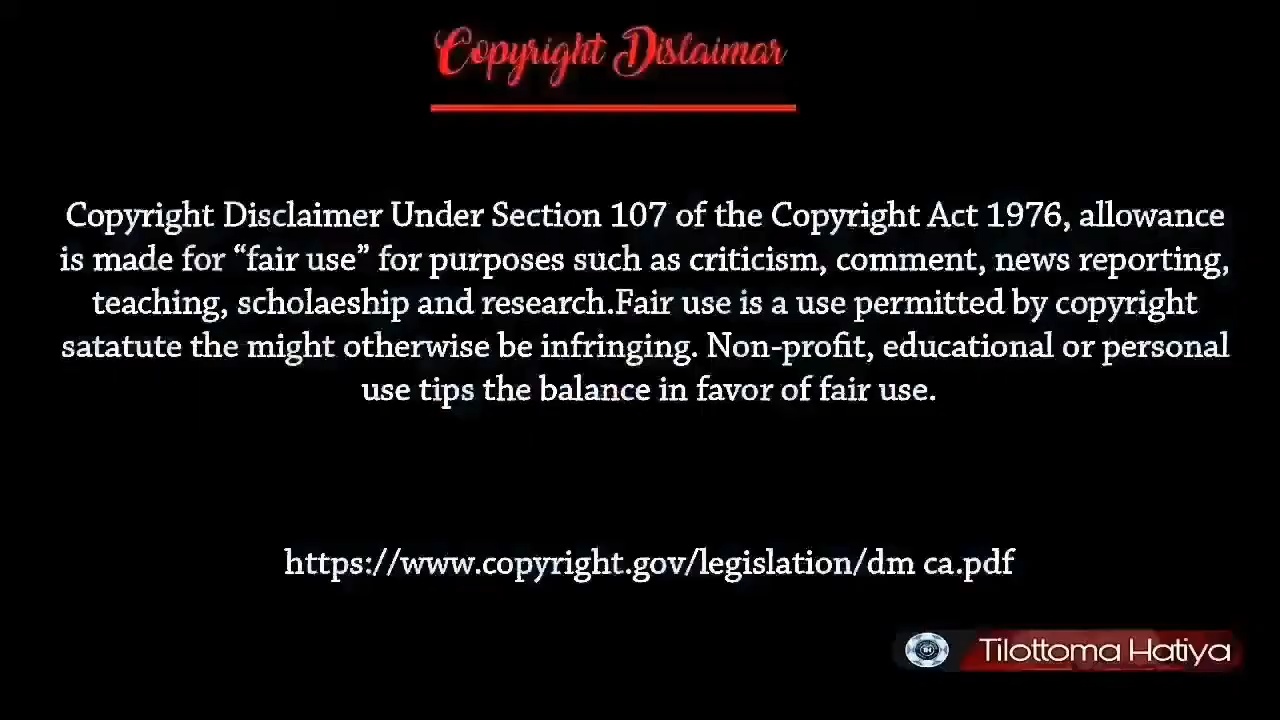 Copyright Dislaimar
Copyright Disclaimer Under Section 107 of the Copyright Act 1976, allowance
is made for “fair use” for purposes such as criticism, comment, news reporting,
teaching, scholaeship and research.Fair use is a use permitted by copyright
satatute the might otherwise be infringing. Non-profit, educational or personal
use tips the balance in favor of fair use.
https://www.copyright.gov/legislation/dm ca.pdf
Tilottoma Hatiya